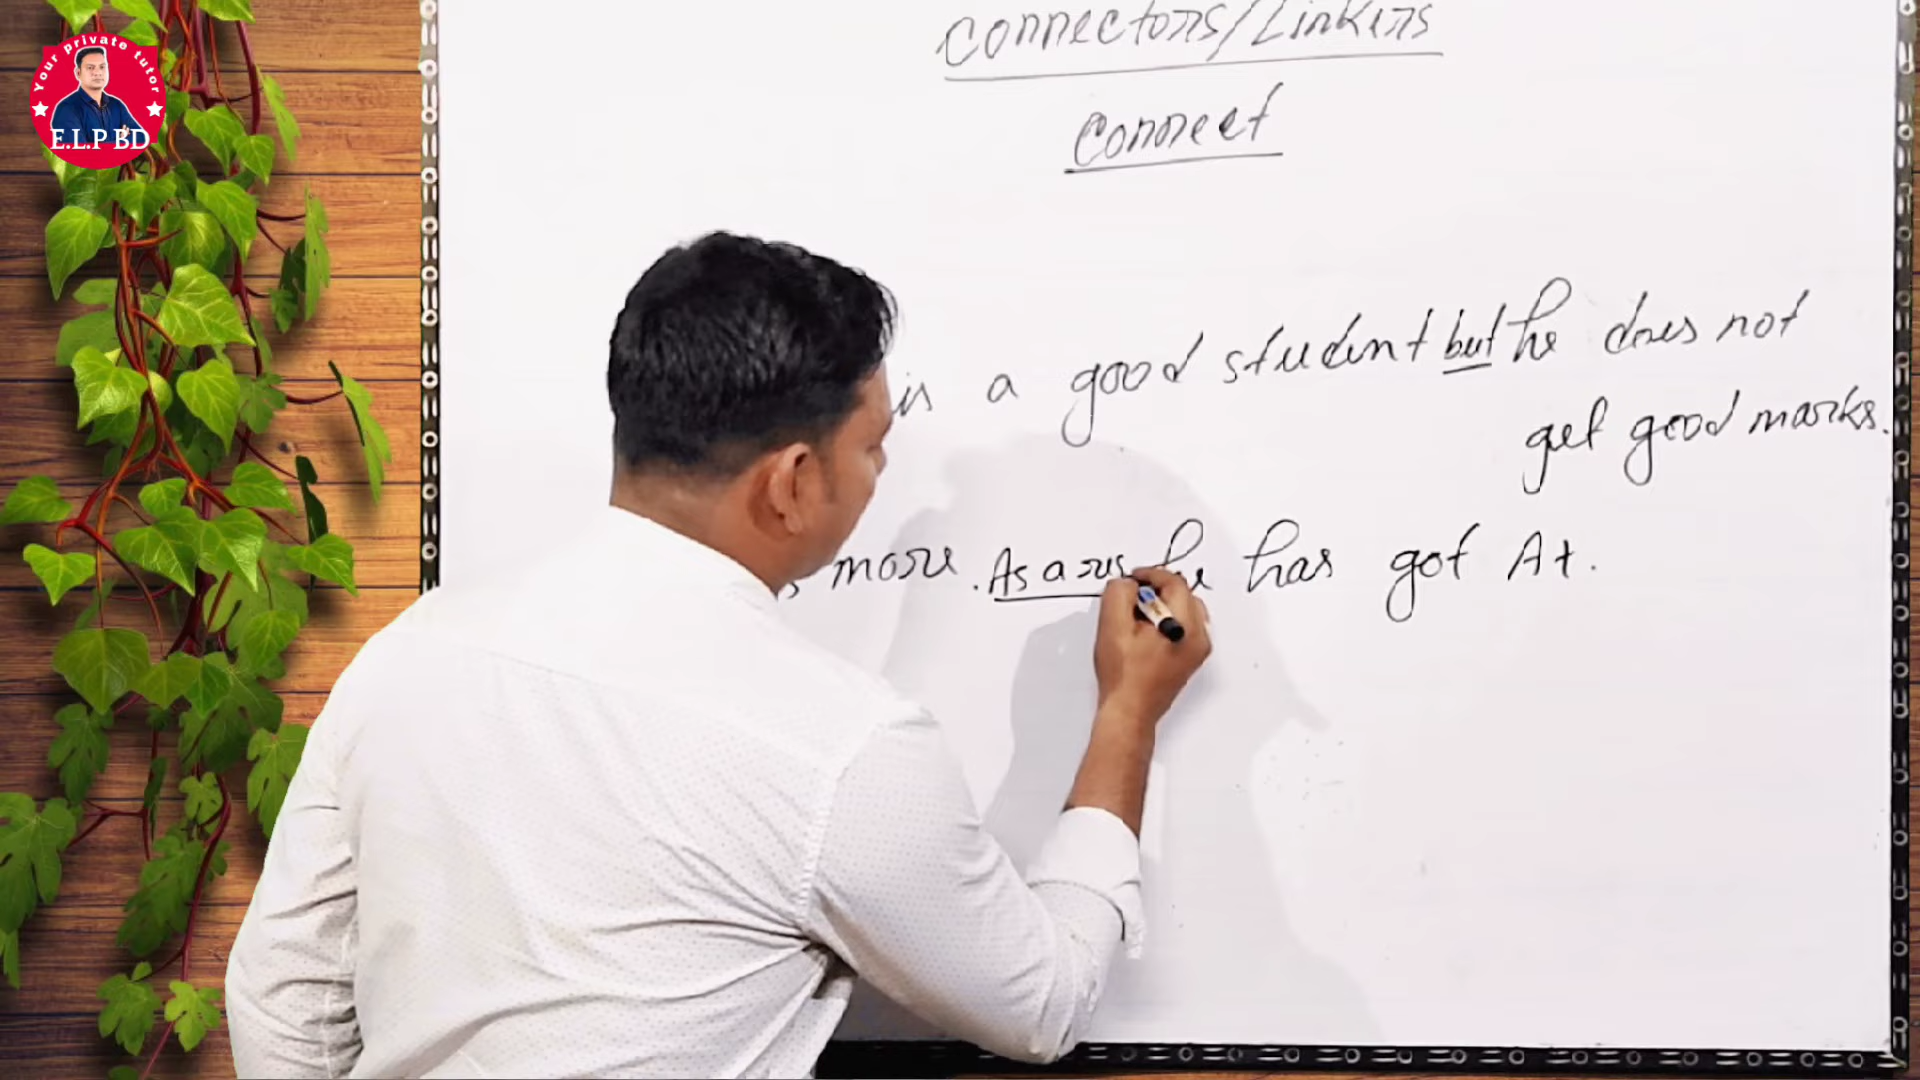 Your private tutor
E.L.P BD
Connectors/Linkers
Connect
is a good student but he does not
get good marks.
more. As a res he has got A+.